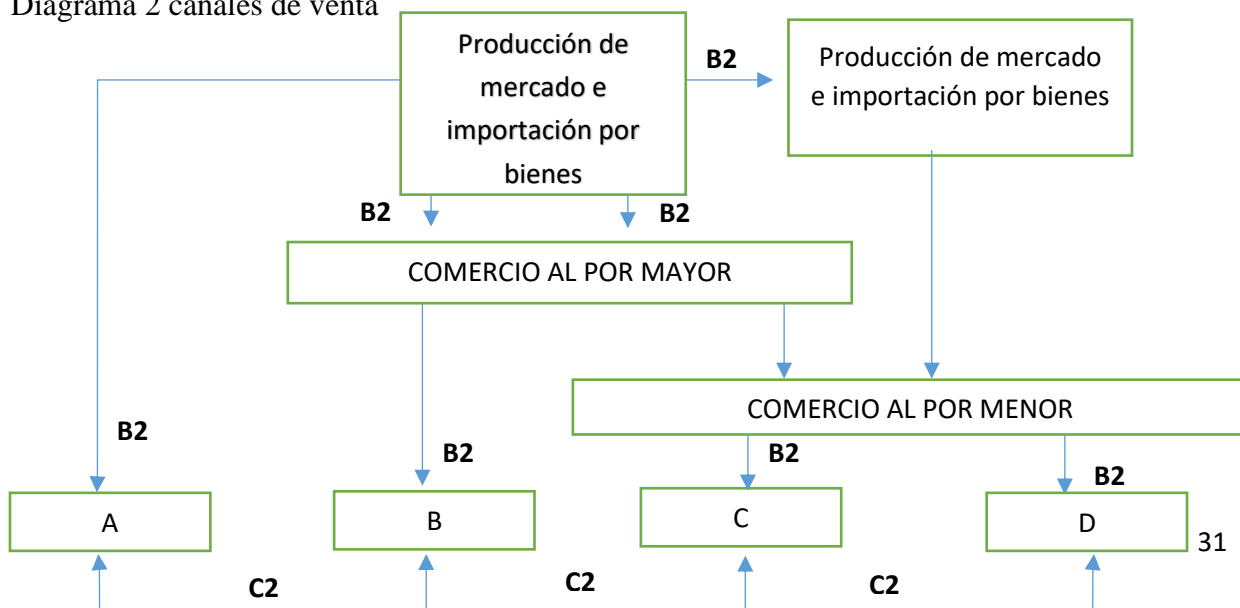 Diagrama 2 canales de venta
Producción de
mercado e
importación por
bienes
B2
Producción de mercado
e importación por bienes
B2
B2
COMERCIO AL POR MAYOR
COMERCIO AL POR MENOR
B2
B2
B2
B2
A
B
C
D
31
C2
C2
C2